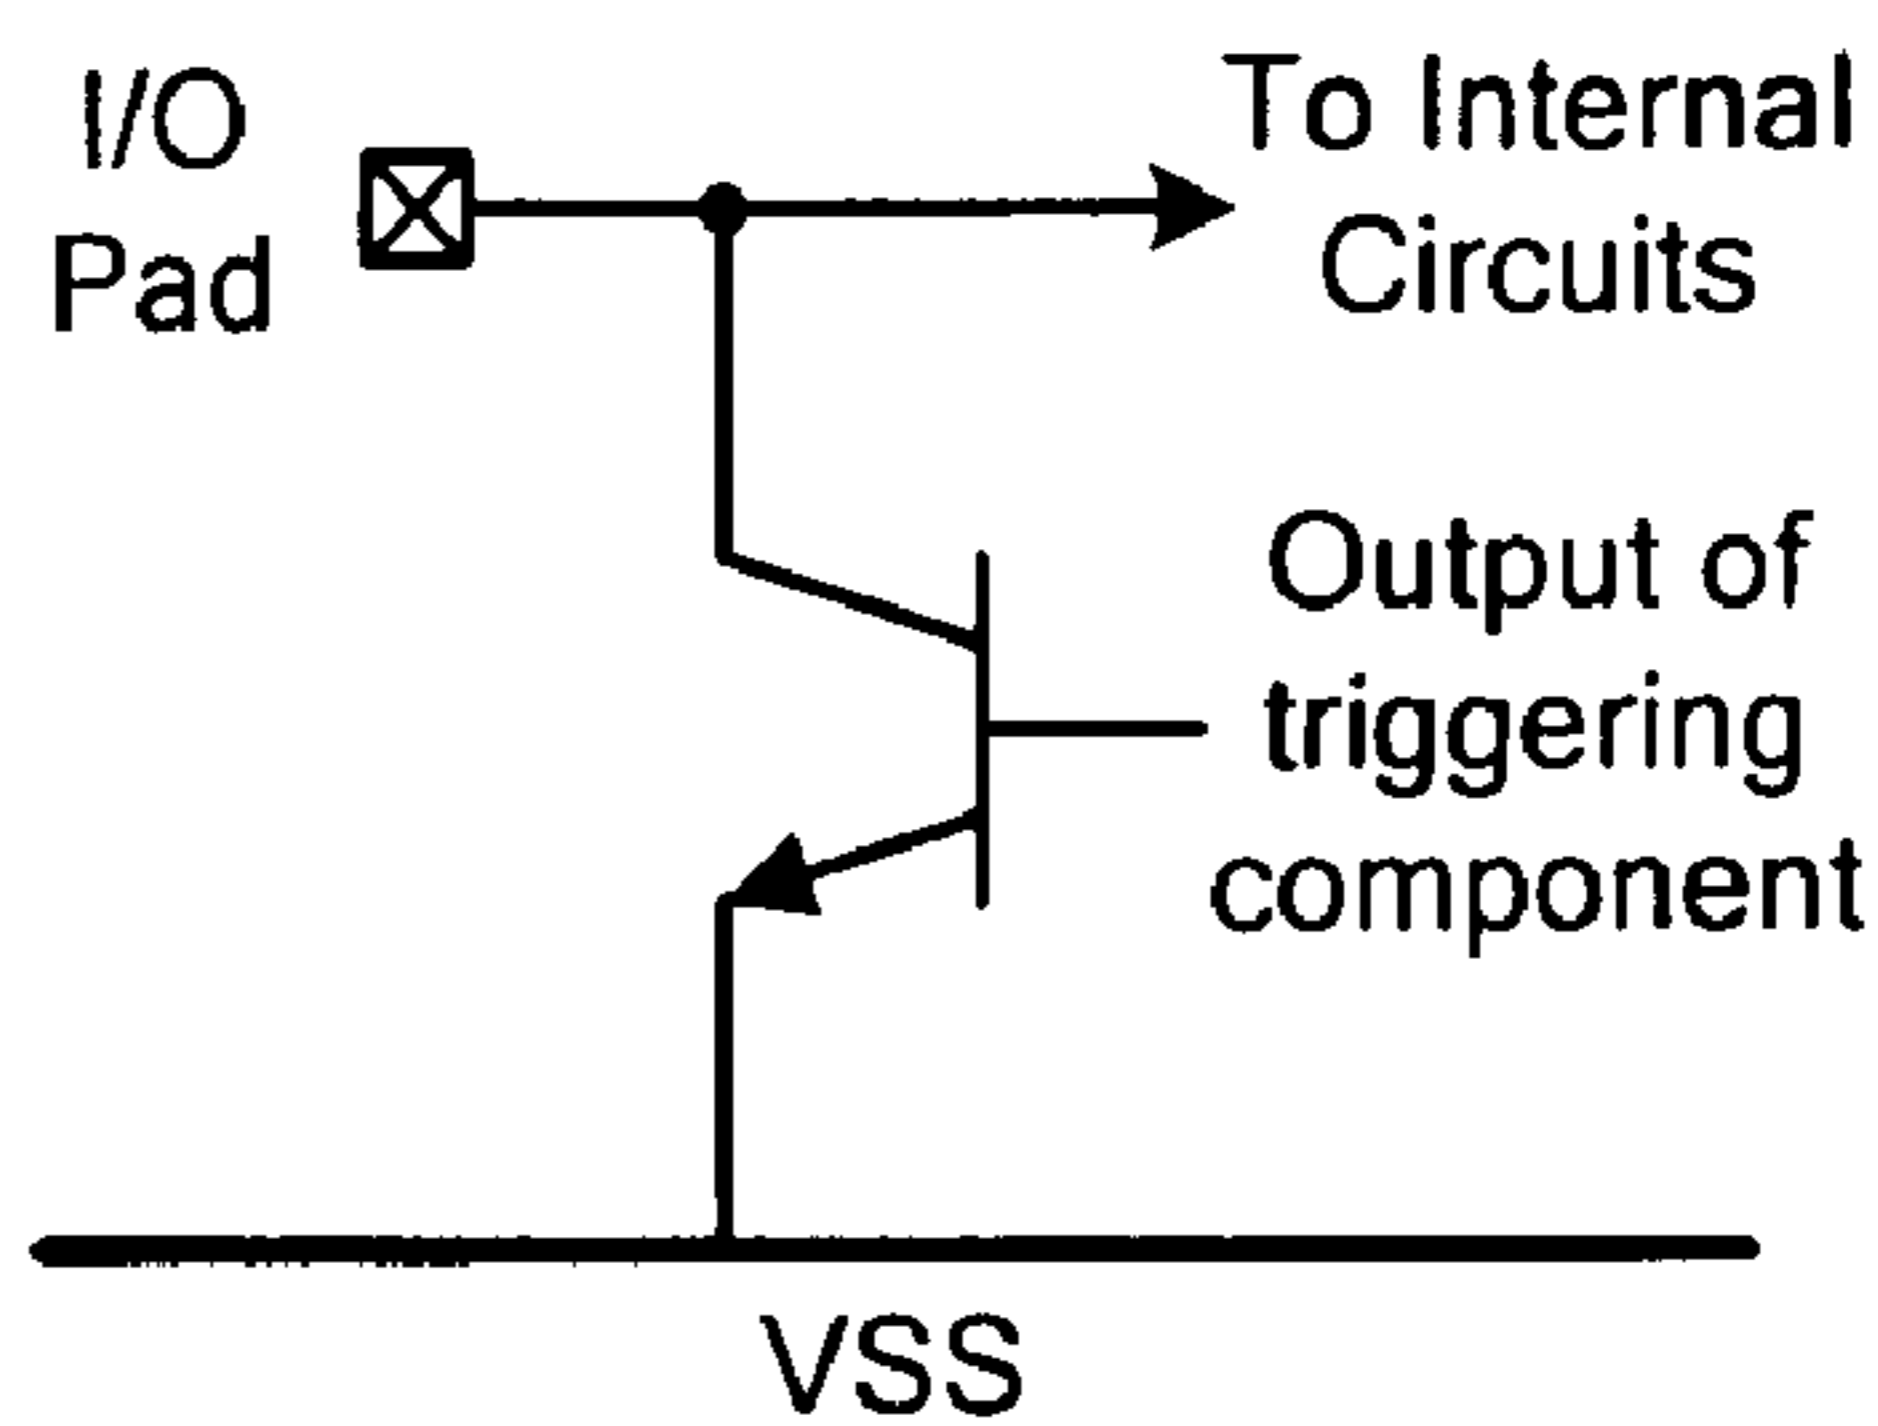 I/O
Pad
To Internal
Circuits
Output of
triggering
component
VSS